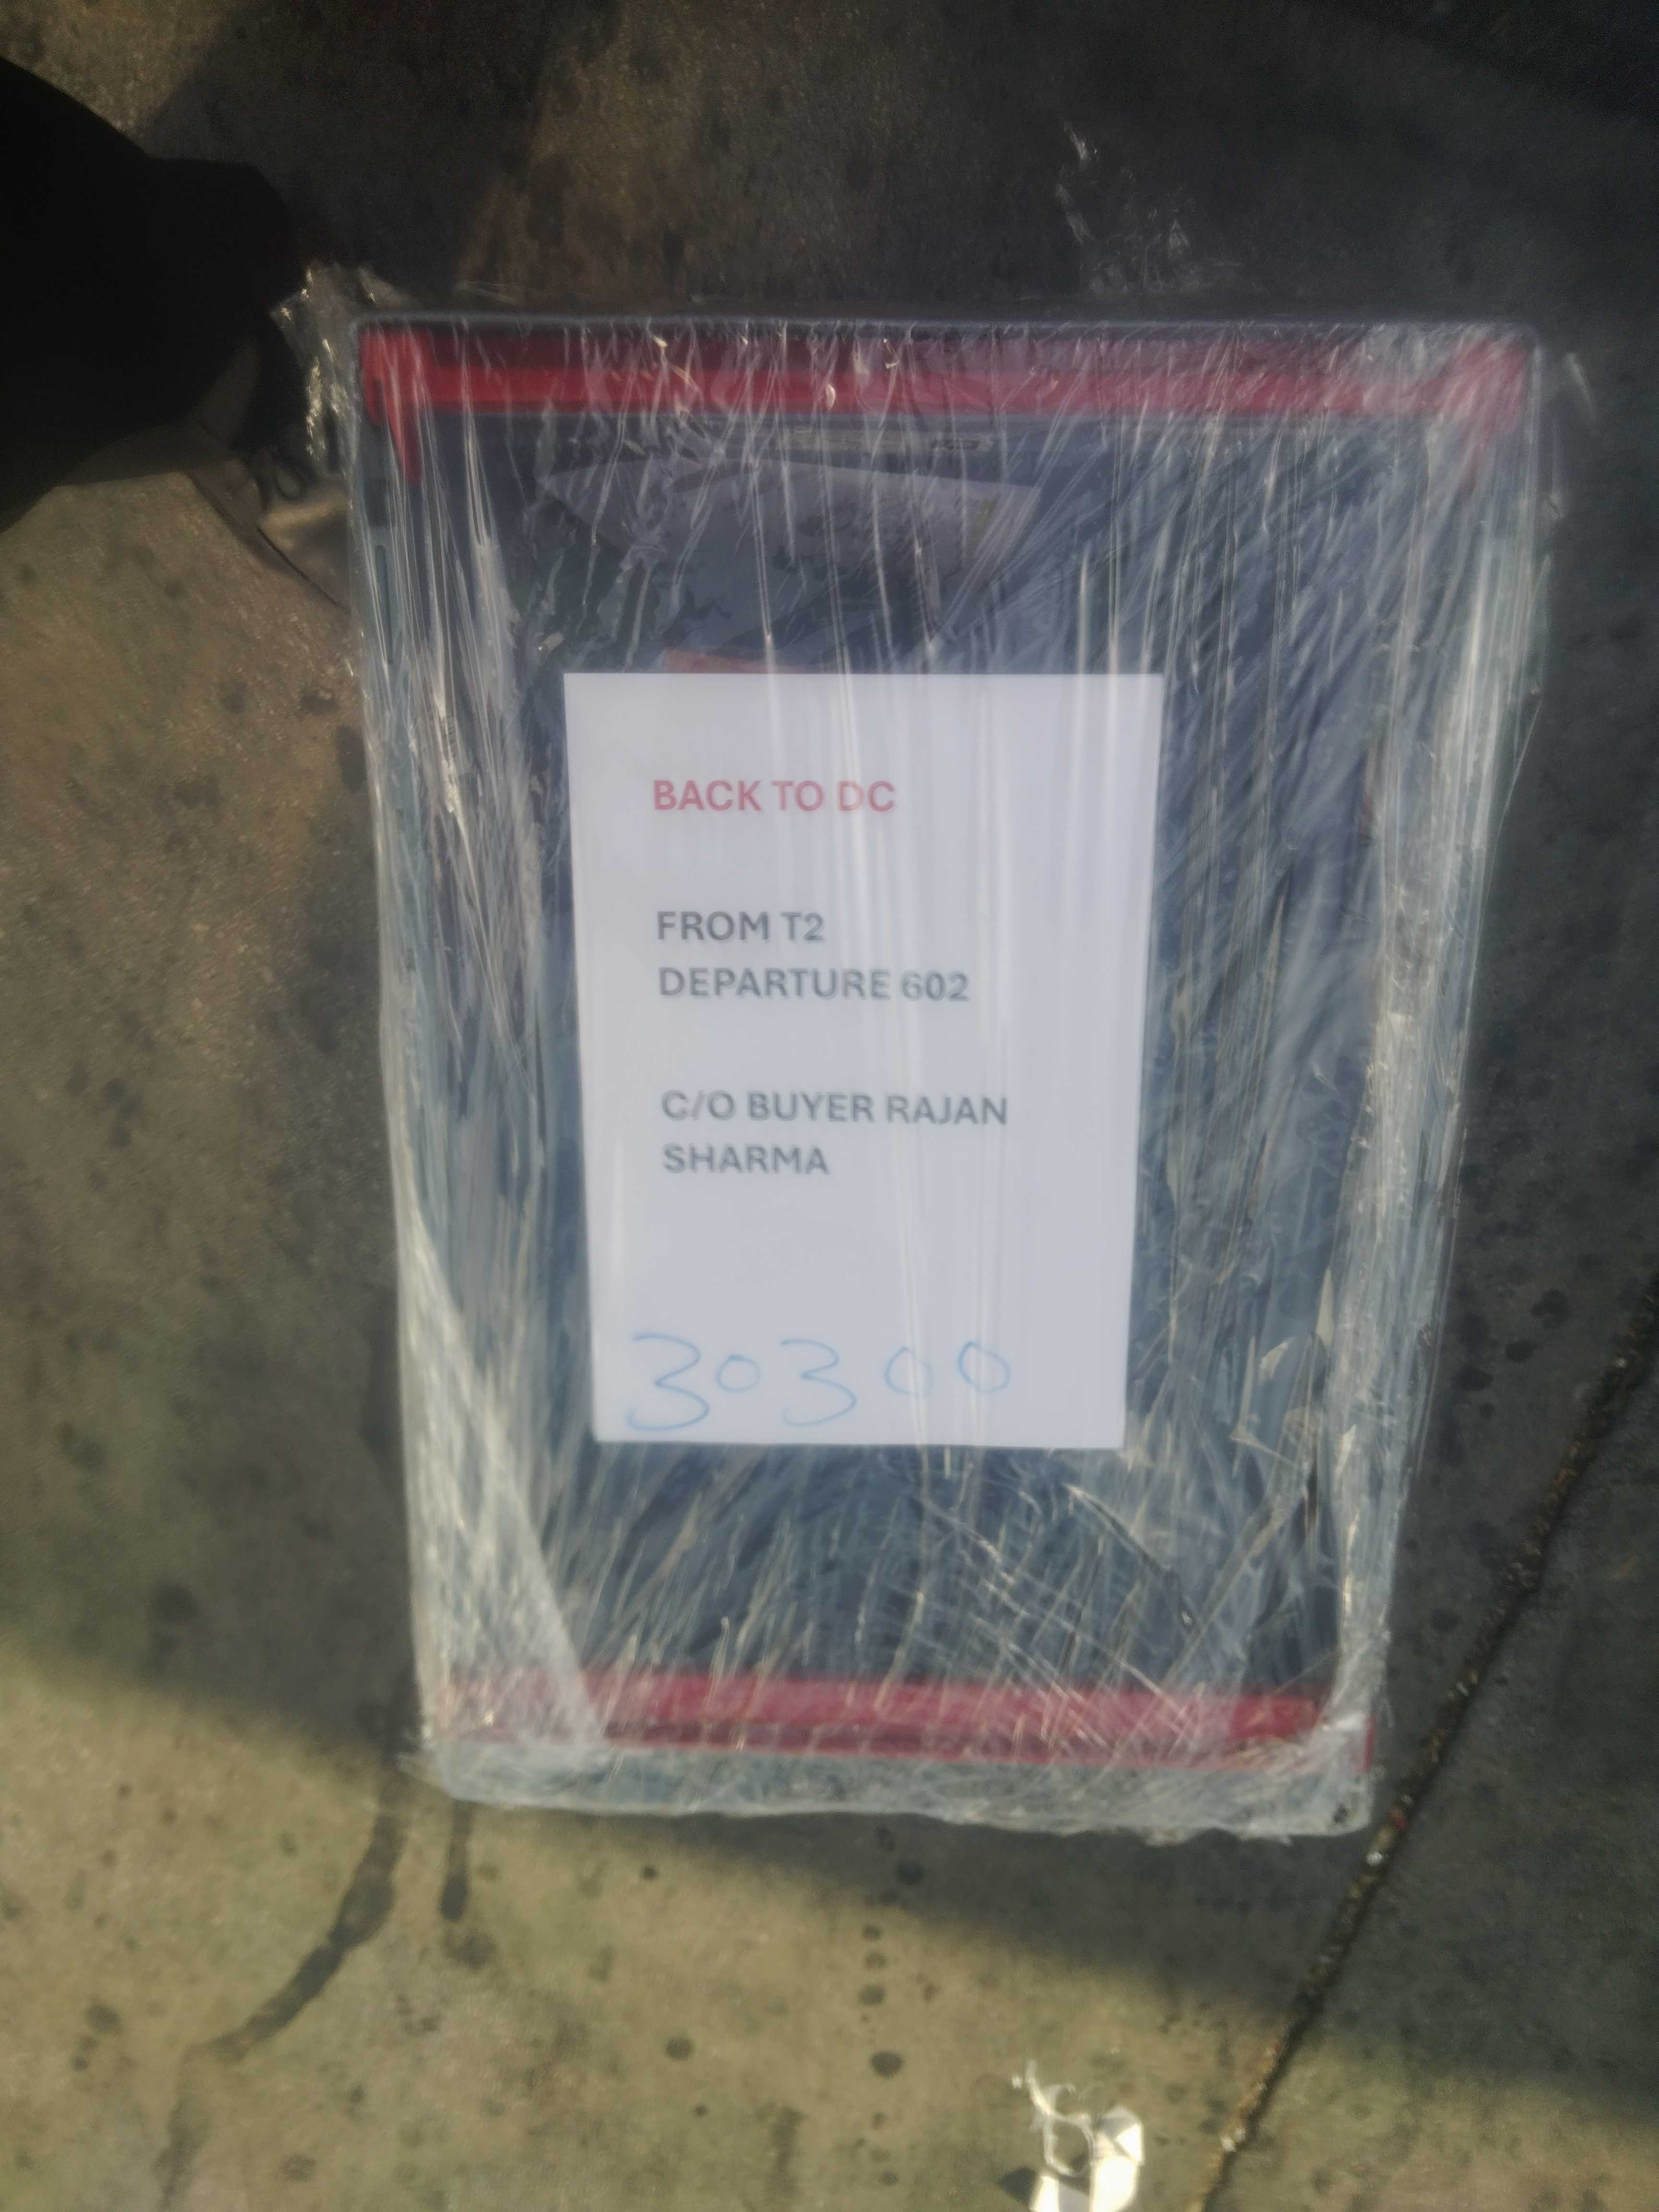 BACK TO DC
FROM T2
DEPARTURE 602
C/O BUYER RAJAN
SHARMA
30300